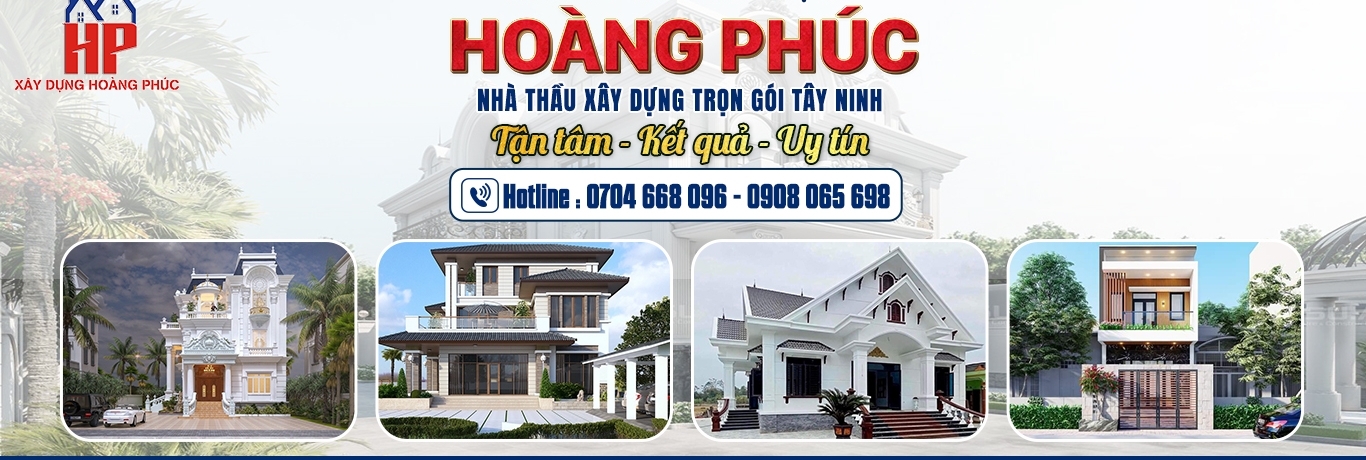 HP
XÂY DỰNG HOÀNG PHÚC
HOÀNG PHÚC
NHÀ THẦU XÂY DỰNG TRỌN GÓI TÂY NINH
Tận tâm - Kết quả - Uy tín
Hotline : 0704 668 096 - 0908 065 698